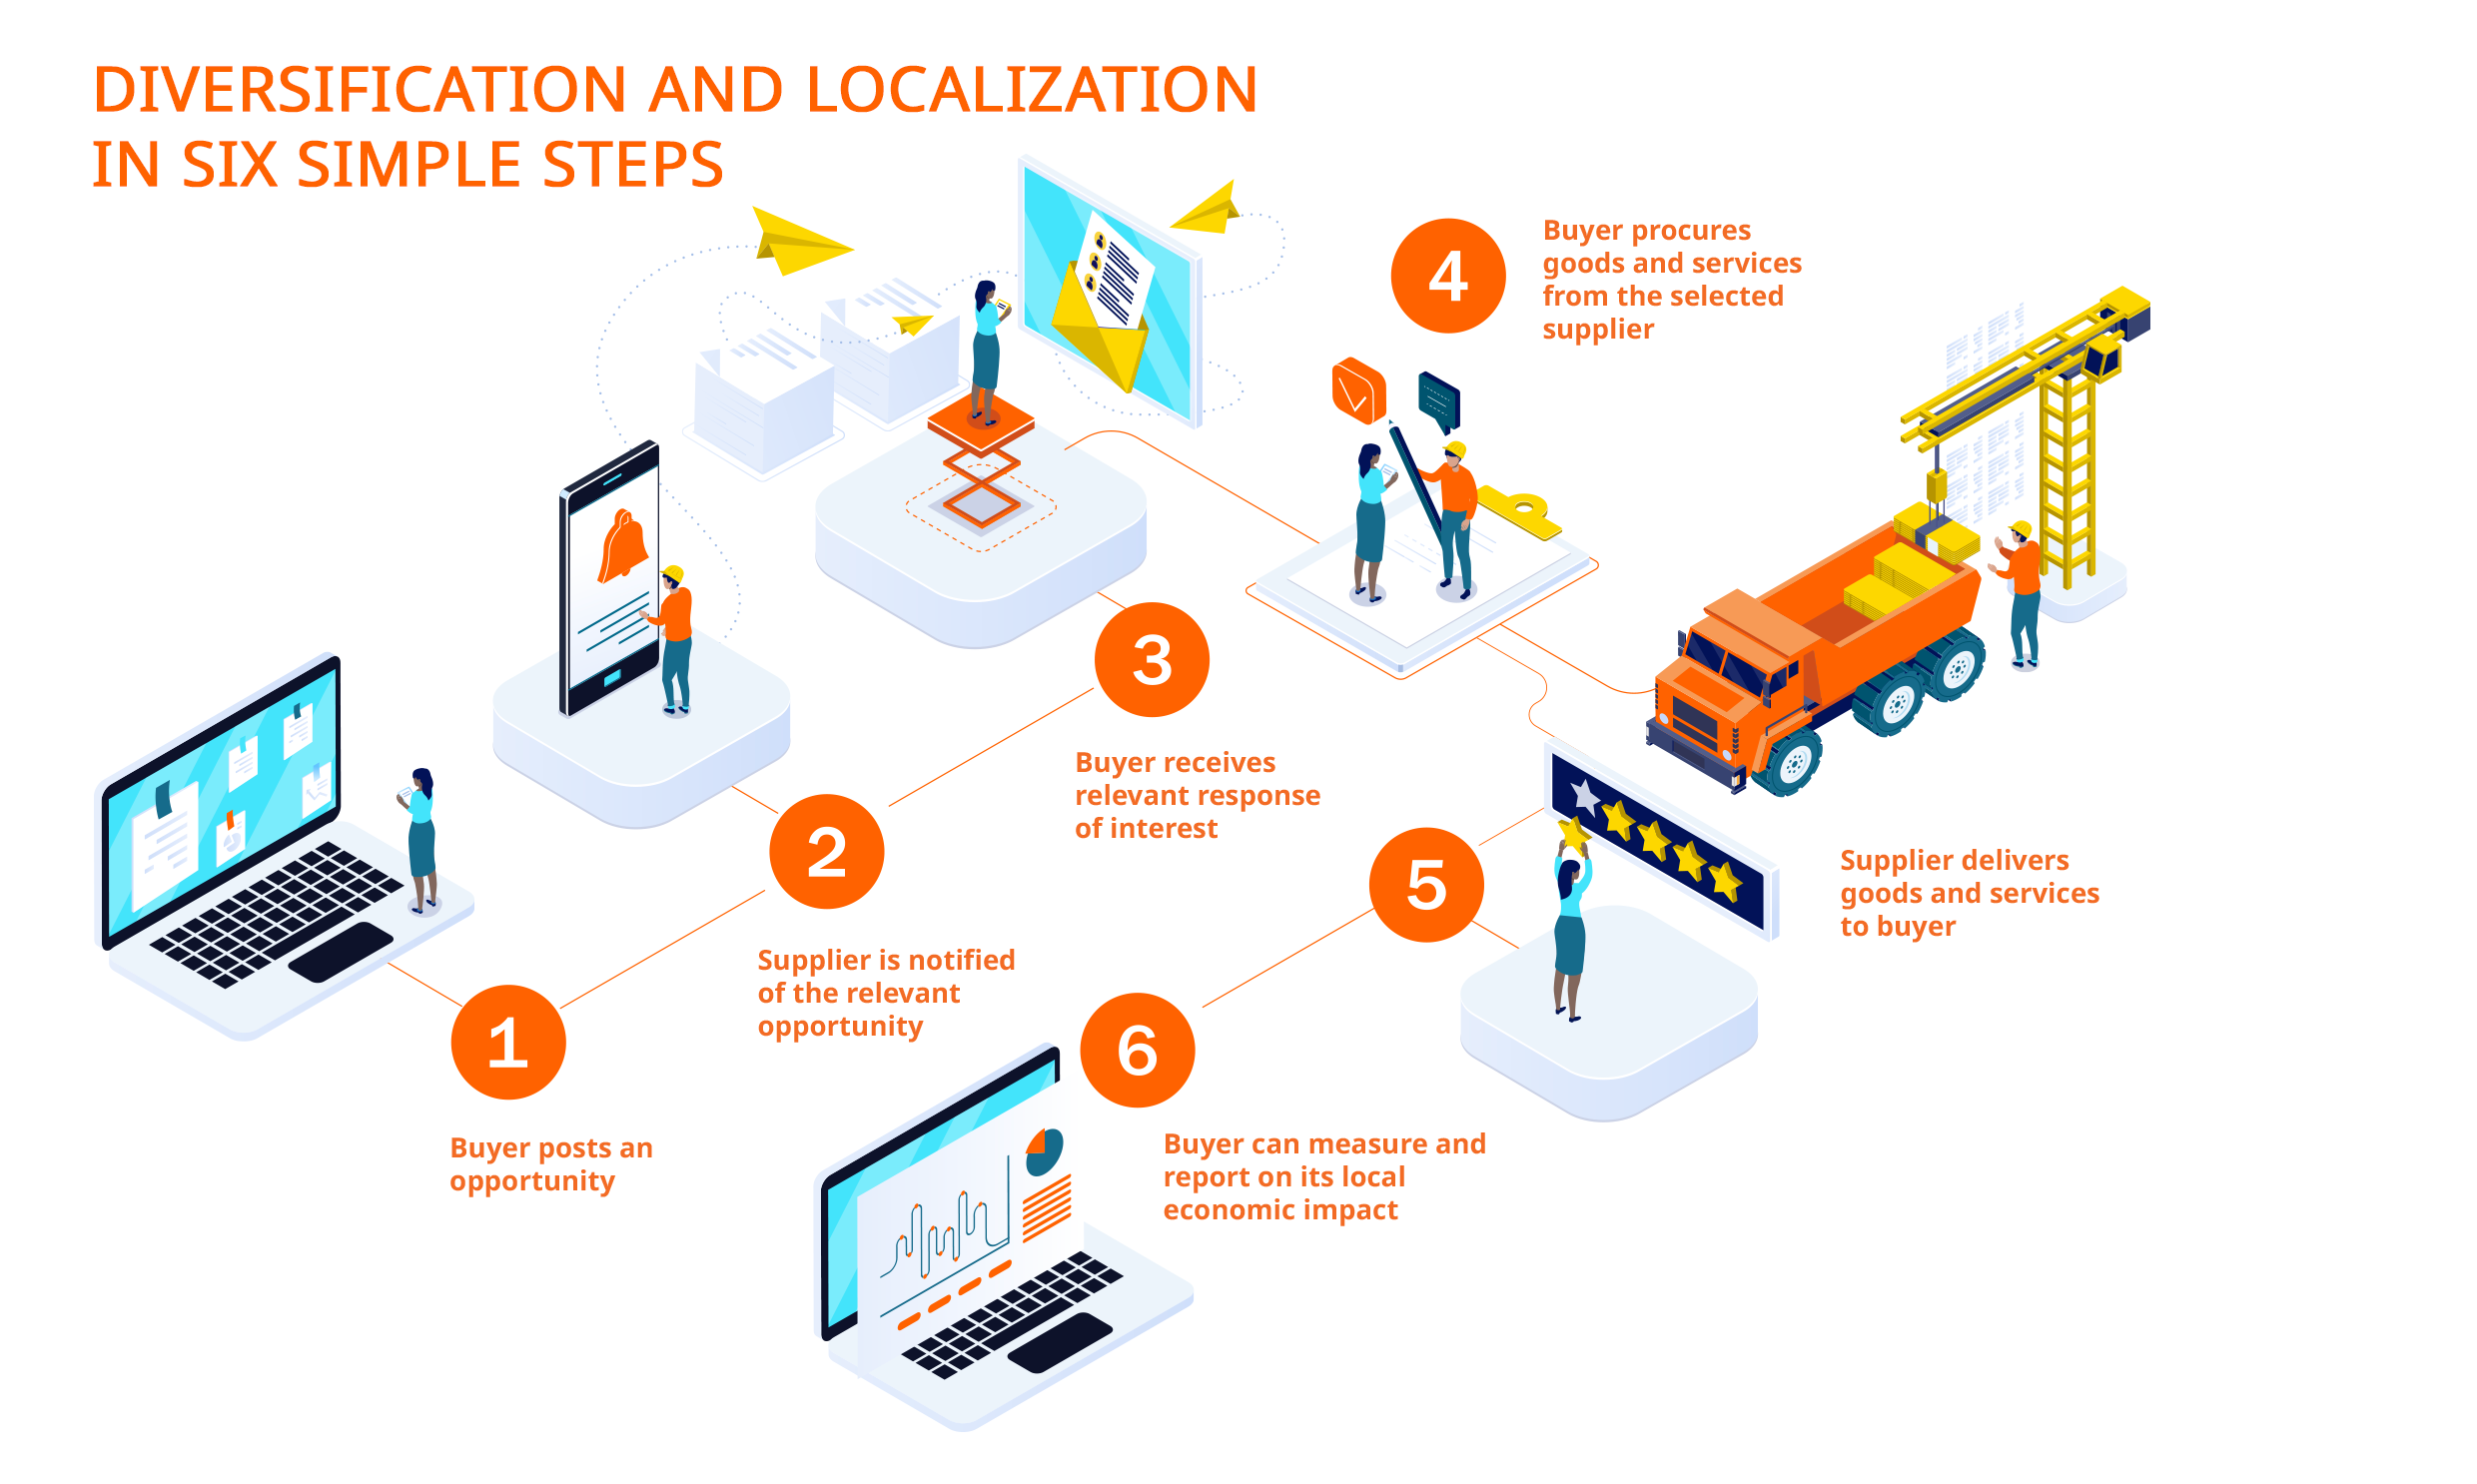 DIVERSIFICATION AND LOCALIZATION
IN SIX SIMPLE STEPS
1
Buyer posts an
opportunity
2
Supplier is notified
of the relevant
opportunity
3
Buyer receives
relevant response
of interest
4
Buyer procures
goods and services
from the selected
supplier
5
Supplier delivers
goods and services
to buyer
6
Buyer can measure and
report on its local
economic impact